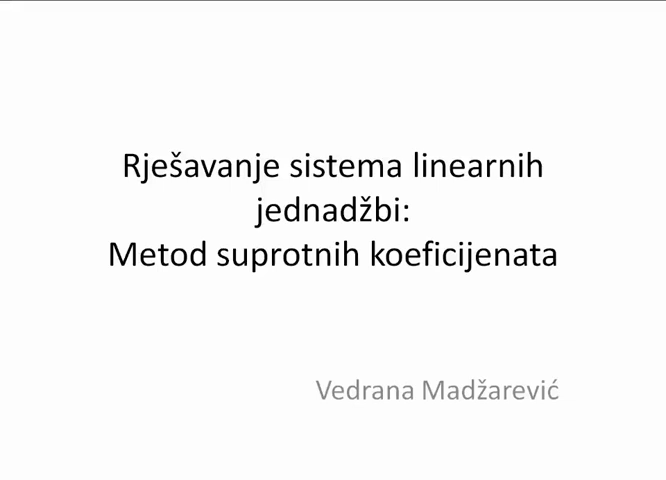 Rješavanje sistema linearnih
jednadžbi:
Metod suprotnih koeficijenata
Vedrana Madžarević